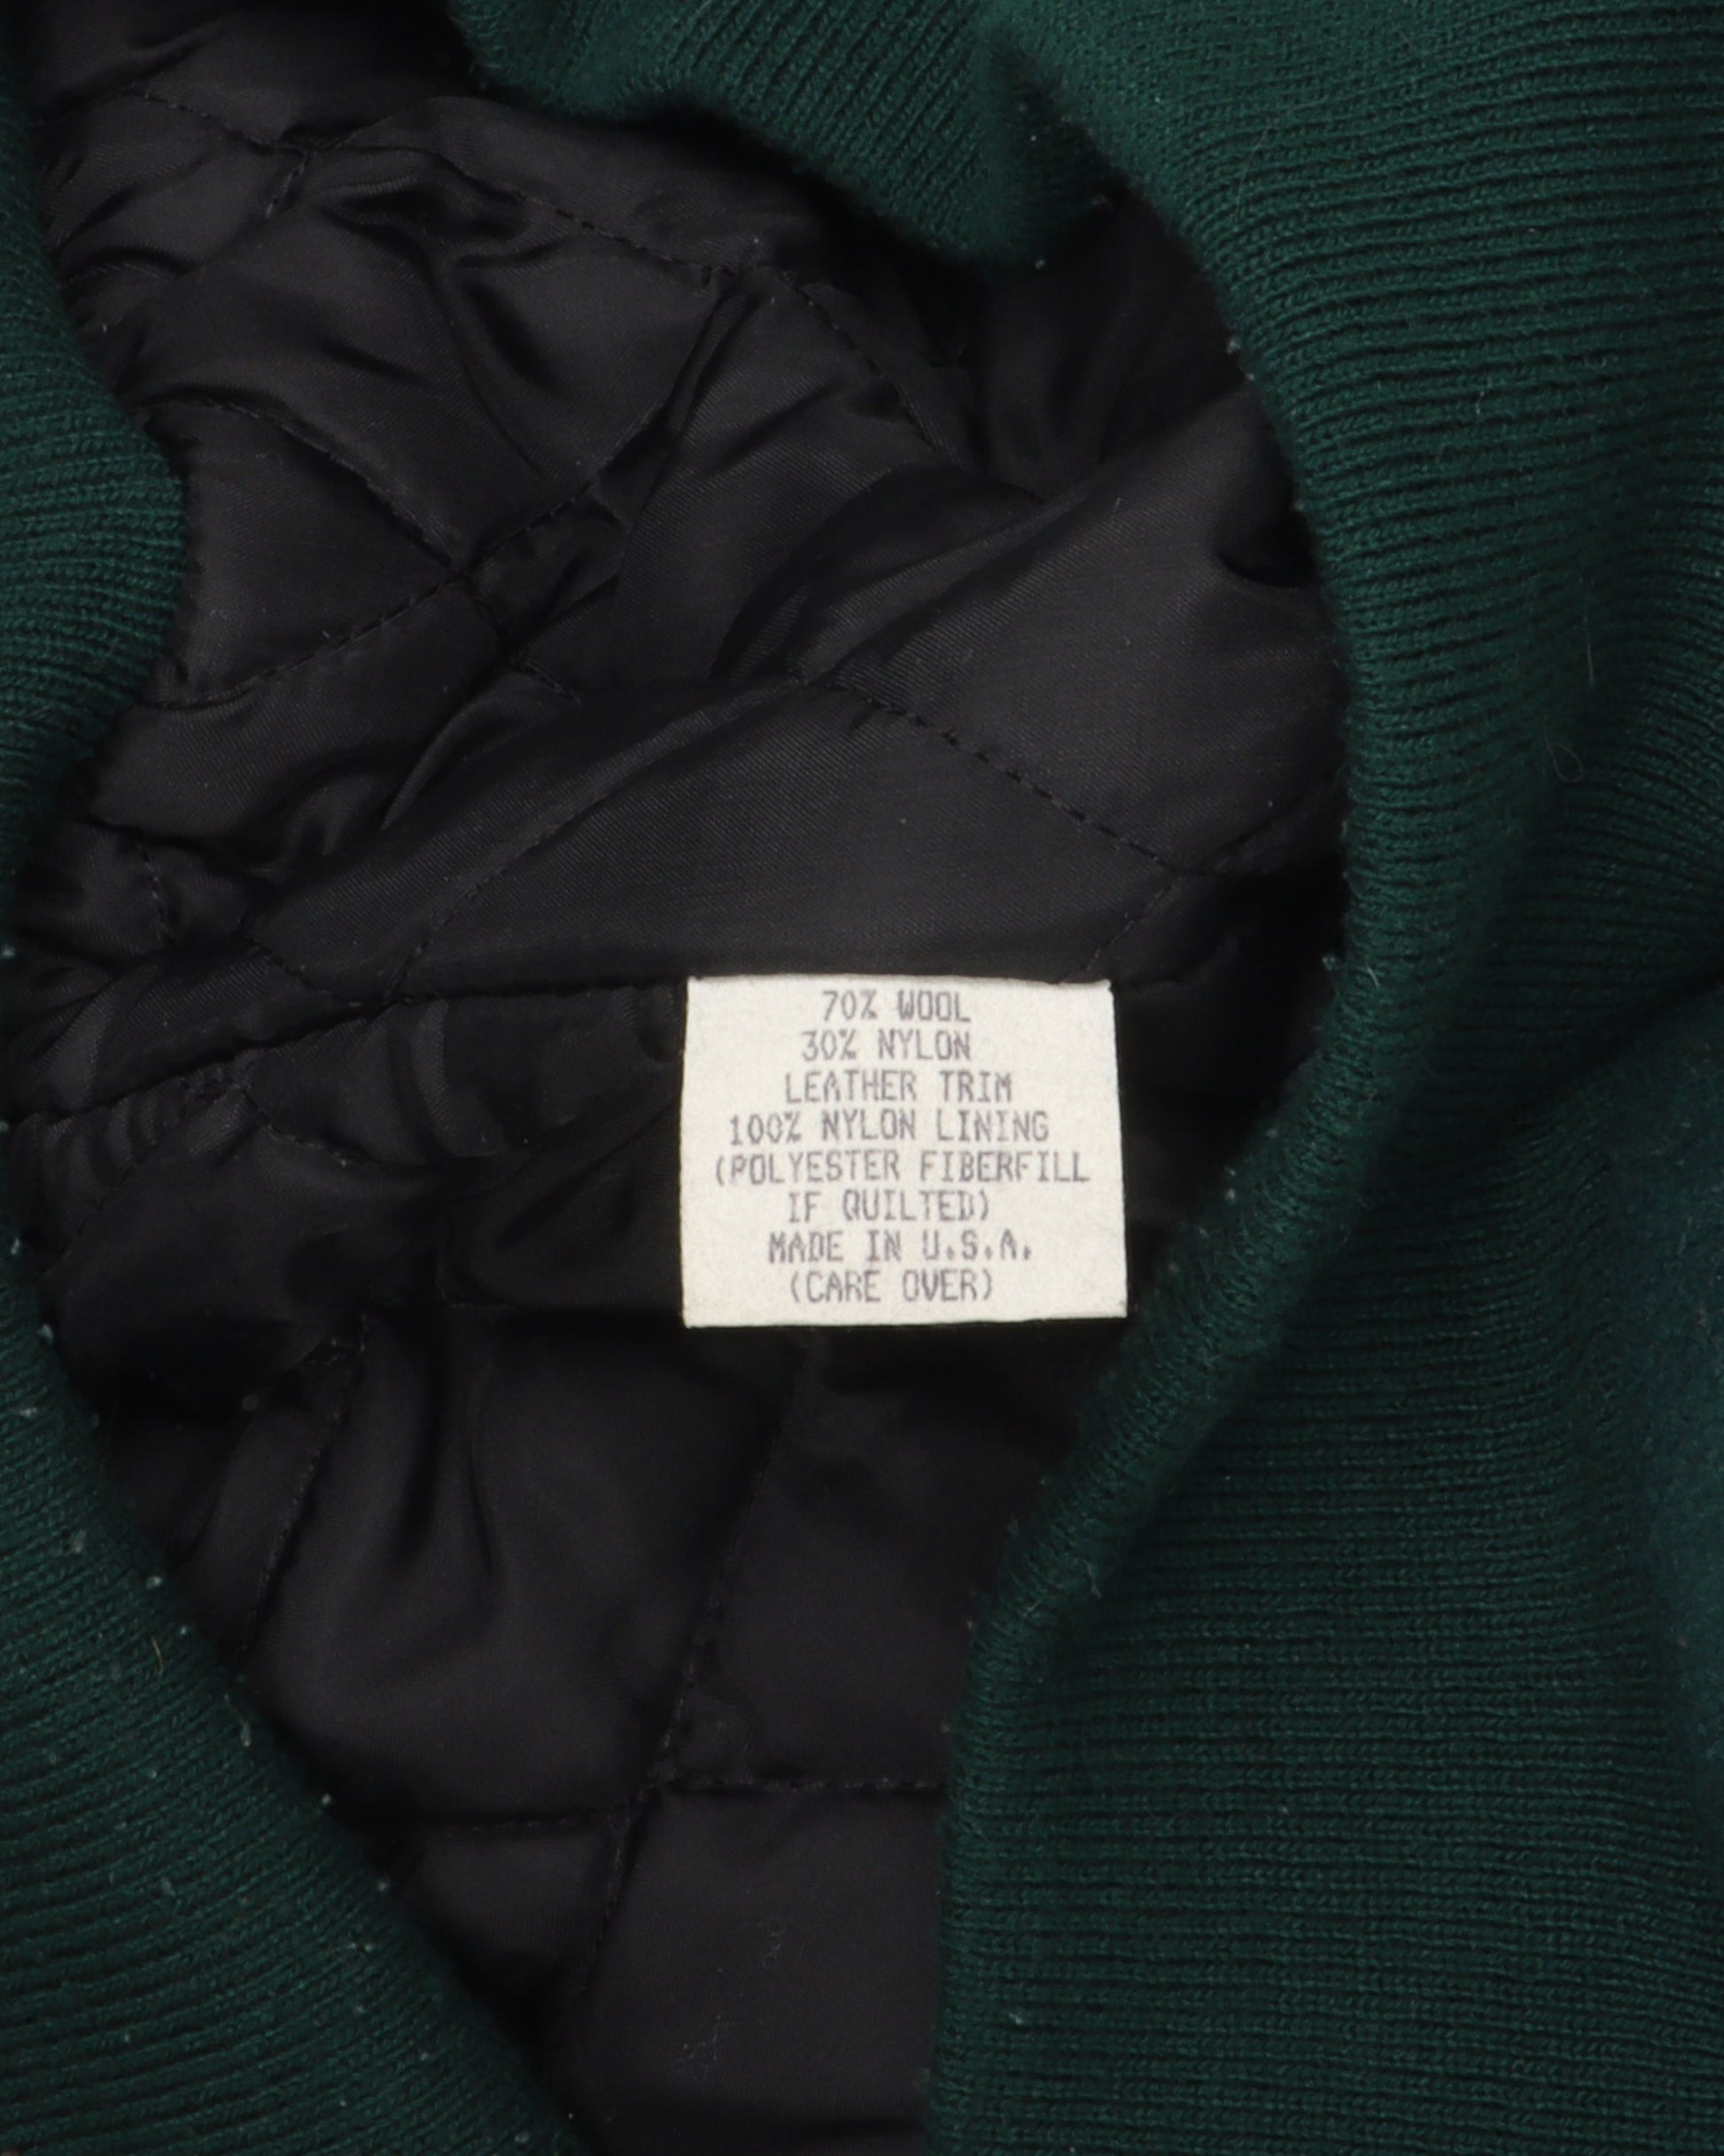 70% WOOL
30% NYLON
LEATHER TRIM
100% NYLON LINING
(POLYESTER FIBERFILL
IF QUILTED)
MADE IN U.S.A.
(CARE OVER)